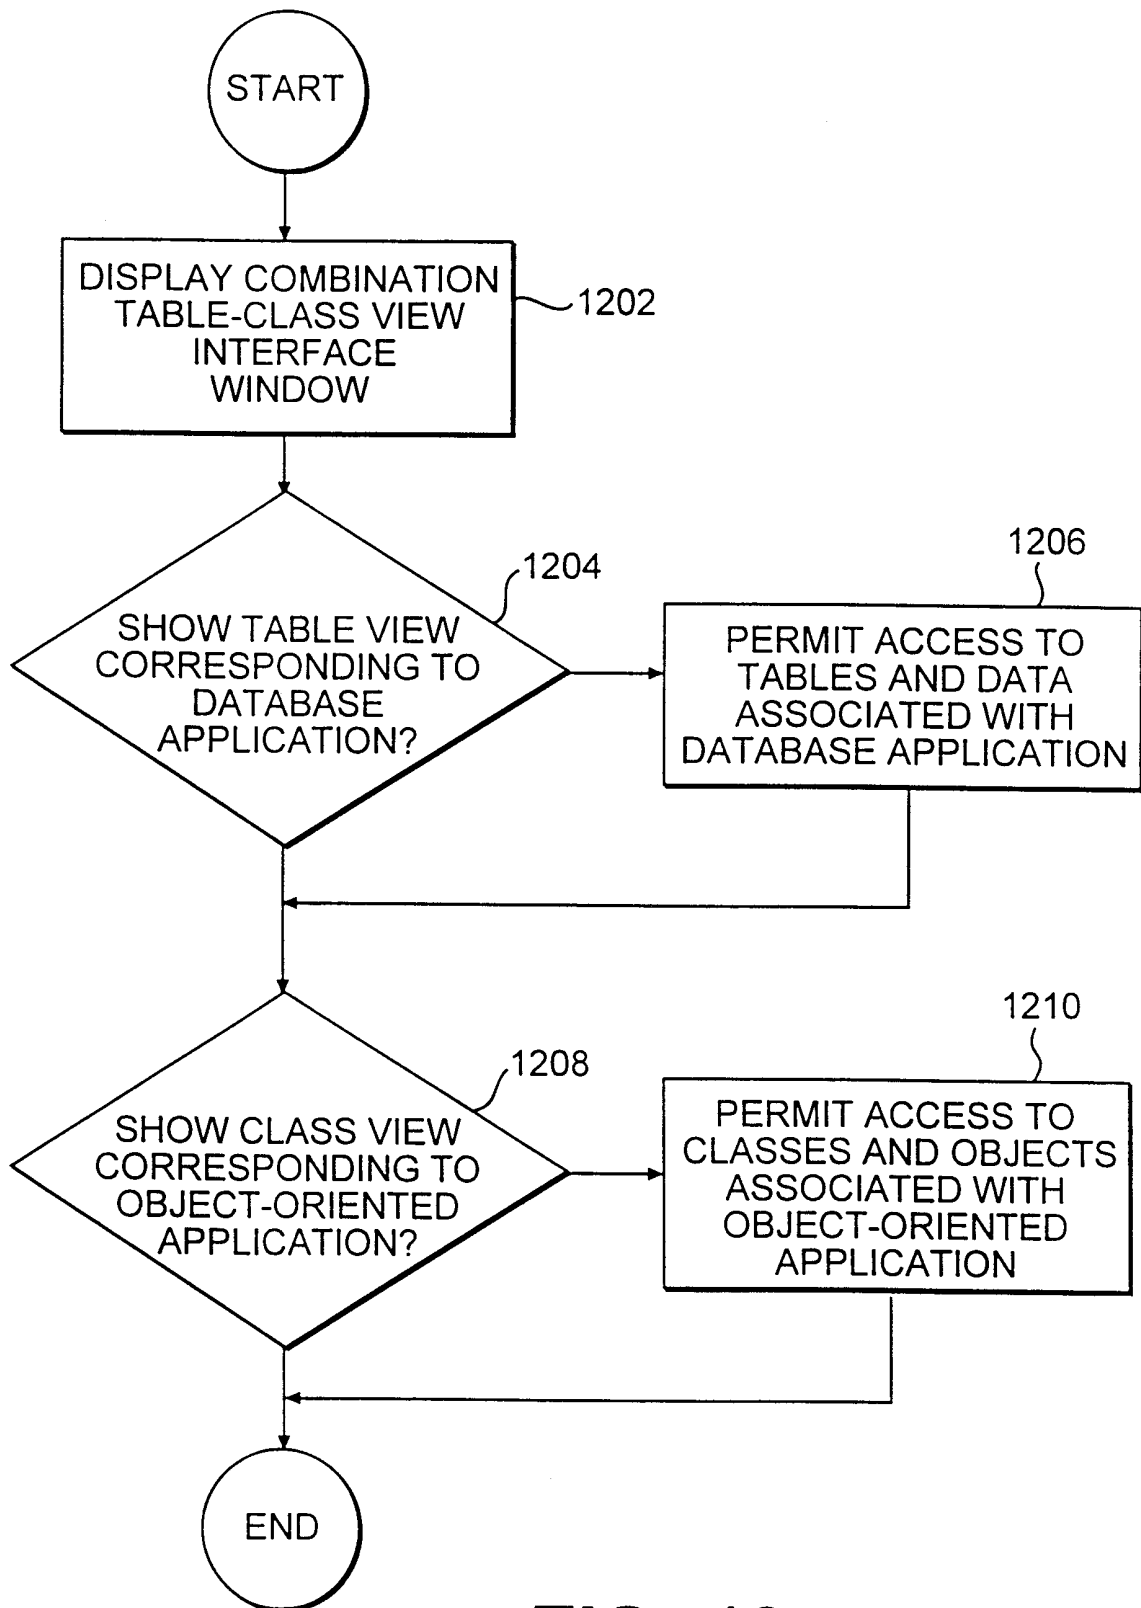 START
DISPLAY COMBINATION
TABLE-CLASS VIEW
INTERFACE
WINDOW
1202
1204
SHOW TABLE VIEW
CORRESPONDING TO
DATABASE
APPLICATION?
1206
PERMIT ACCESS TO
TABLES AND DATA
ASSOCIATED WITH
DATABASE APPLICATION
1208
SHOW CLASS VIEW
CORRESPONDING TO
OBJECT-ORIENTED
APPLICATION?
1210
PERMIT ACCESS TO
CLASSES AND OBJECTS
ASSOCIATED WITH
OBJECT-ORIENTED
APPLICATION
END